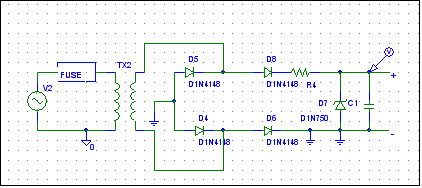 V
D5
D8
TX2
FUSE
+
V2
D1N4148
D1N4148
R4
D7
C1
D4
D6
D1N750
D1N4148
D1N4148
-
0